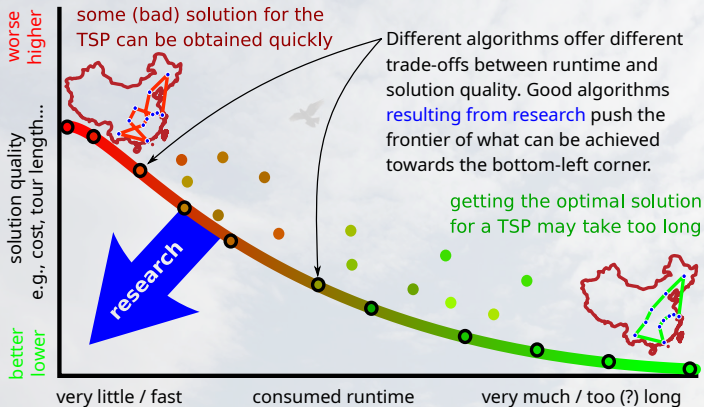 some (bad) solution for the
TSP can be obtained quickly
worse
higher
Different algorithms offer different
trade-offs between runtime and
solution quality. Good algorithms
resulting from research push the
frontier of what can be achieved
towards the bottom-left corner.
getting the optimal solution
for a TSP may take too long
solution quality
e.g., cost, tour length...
research
better
lower
very little / fast
consumed runtime
very much / too (?) long